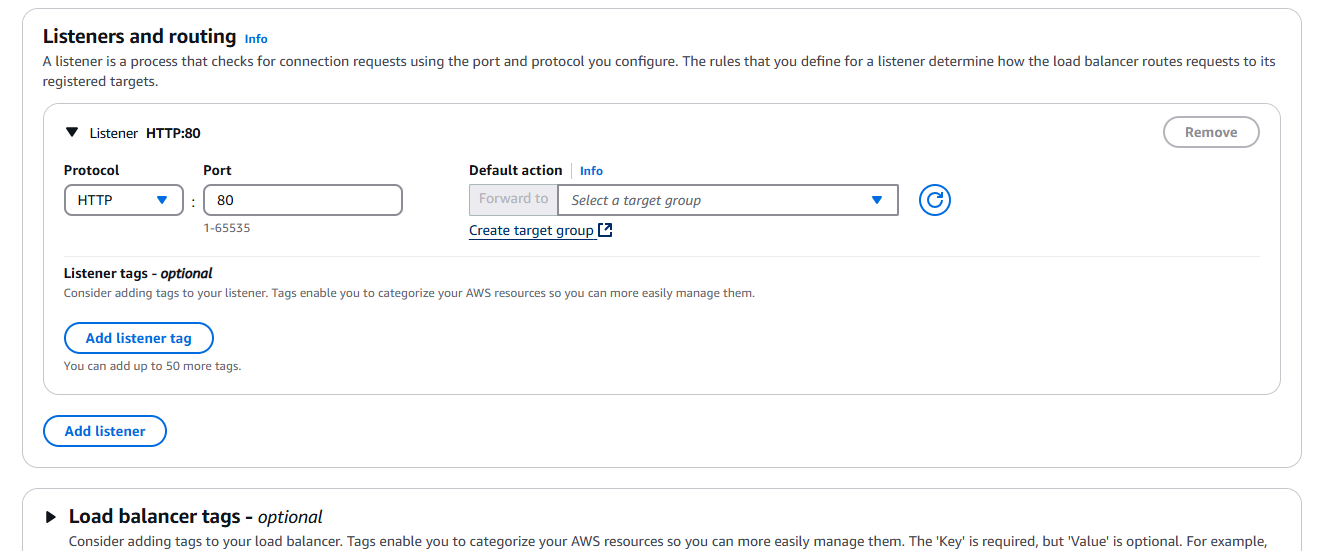 Listeners and routing Info
A listener is a process that checks for connection requests using the port and protocol you configure. The rules that you define for a listener determine how the load balancer routes requests to its
registered targets.
Listener HTTP:80
Remove
Protocol
Port
Default action
Info
HTTP
:
80
Forward to
Select a target group
1-65535
Create target group
Listener tags - optional
Consider adding tags to your listener. Tags enable you to categorize your AWS resources so you can more easily manage them.
Add listener tag
You can add up to 50 more tags.
Add listener
Load balancer tags - optional
Consider adding tags to your load balancer. Tags enable you to categorize your AWS resources so you can more easily manage them. The 'Key' is required, but 'Value' is optional. For example,